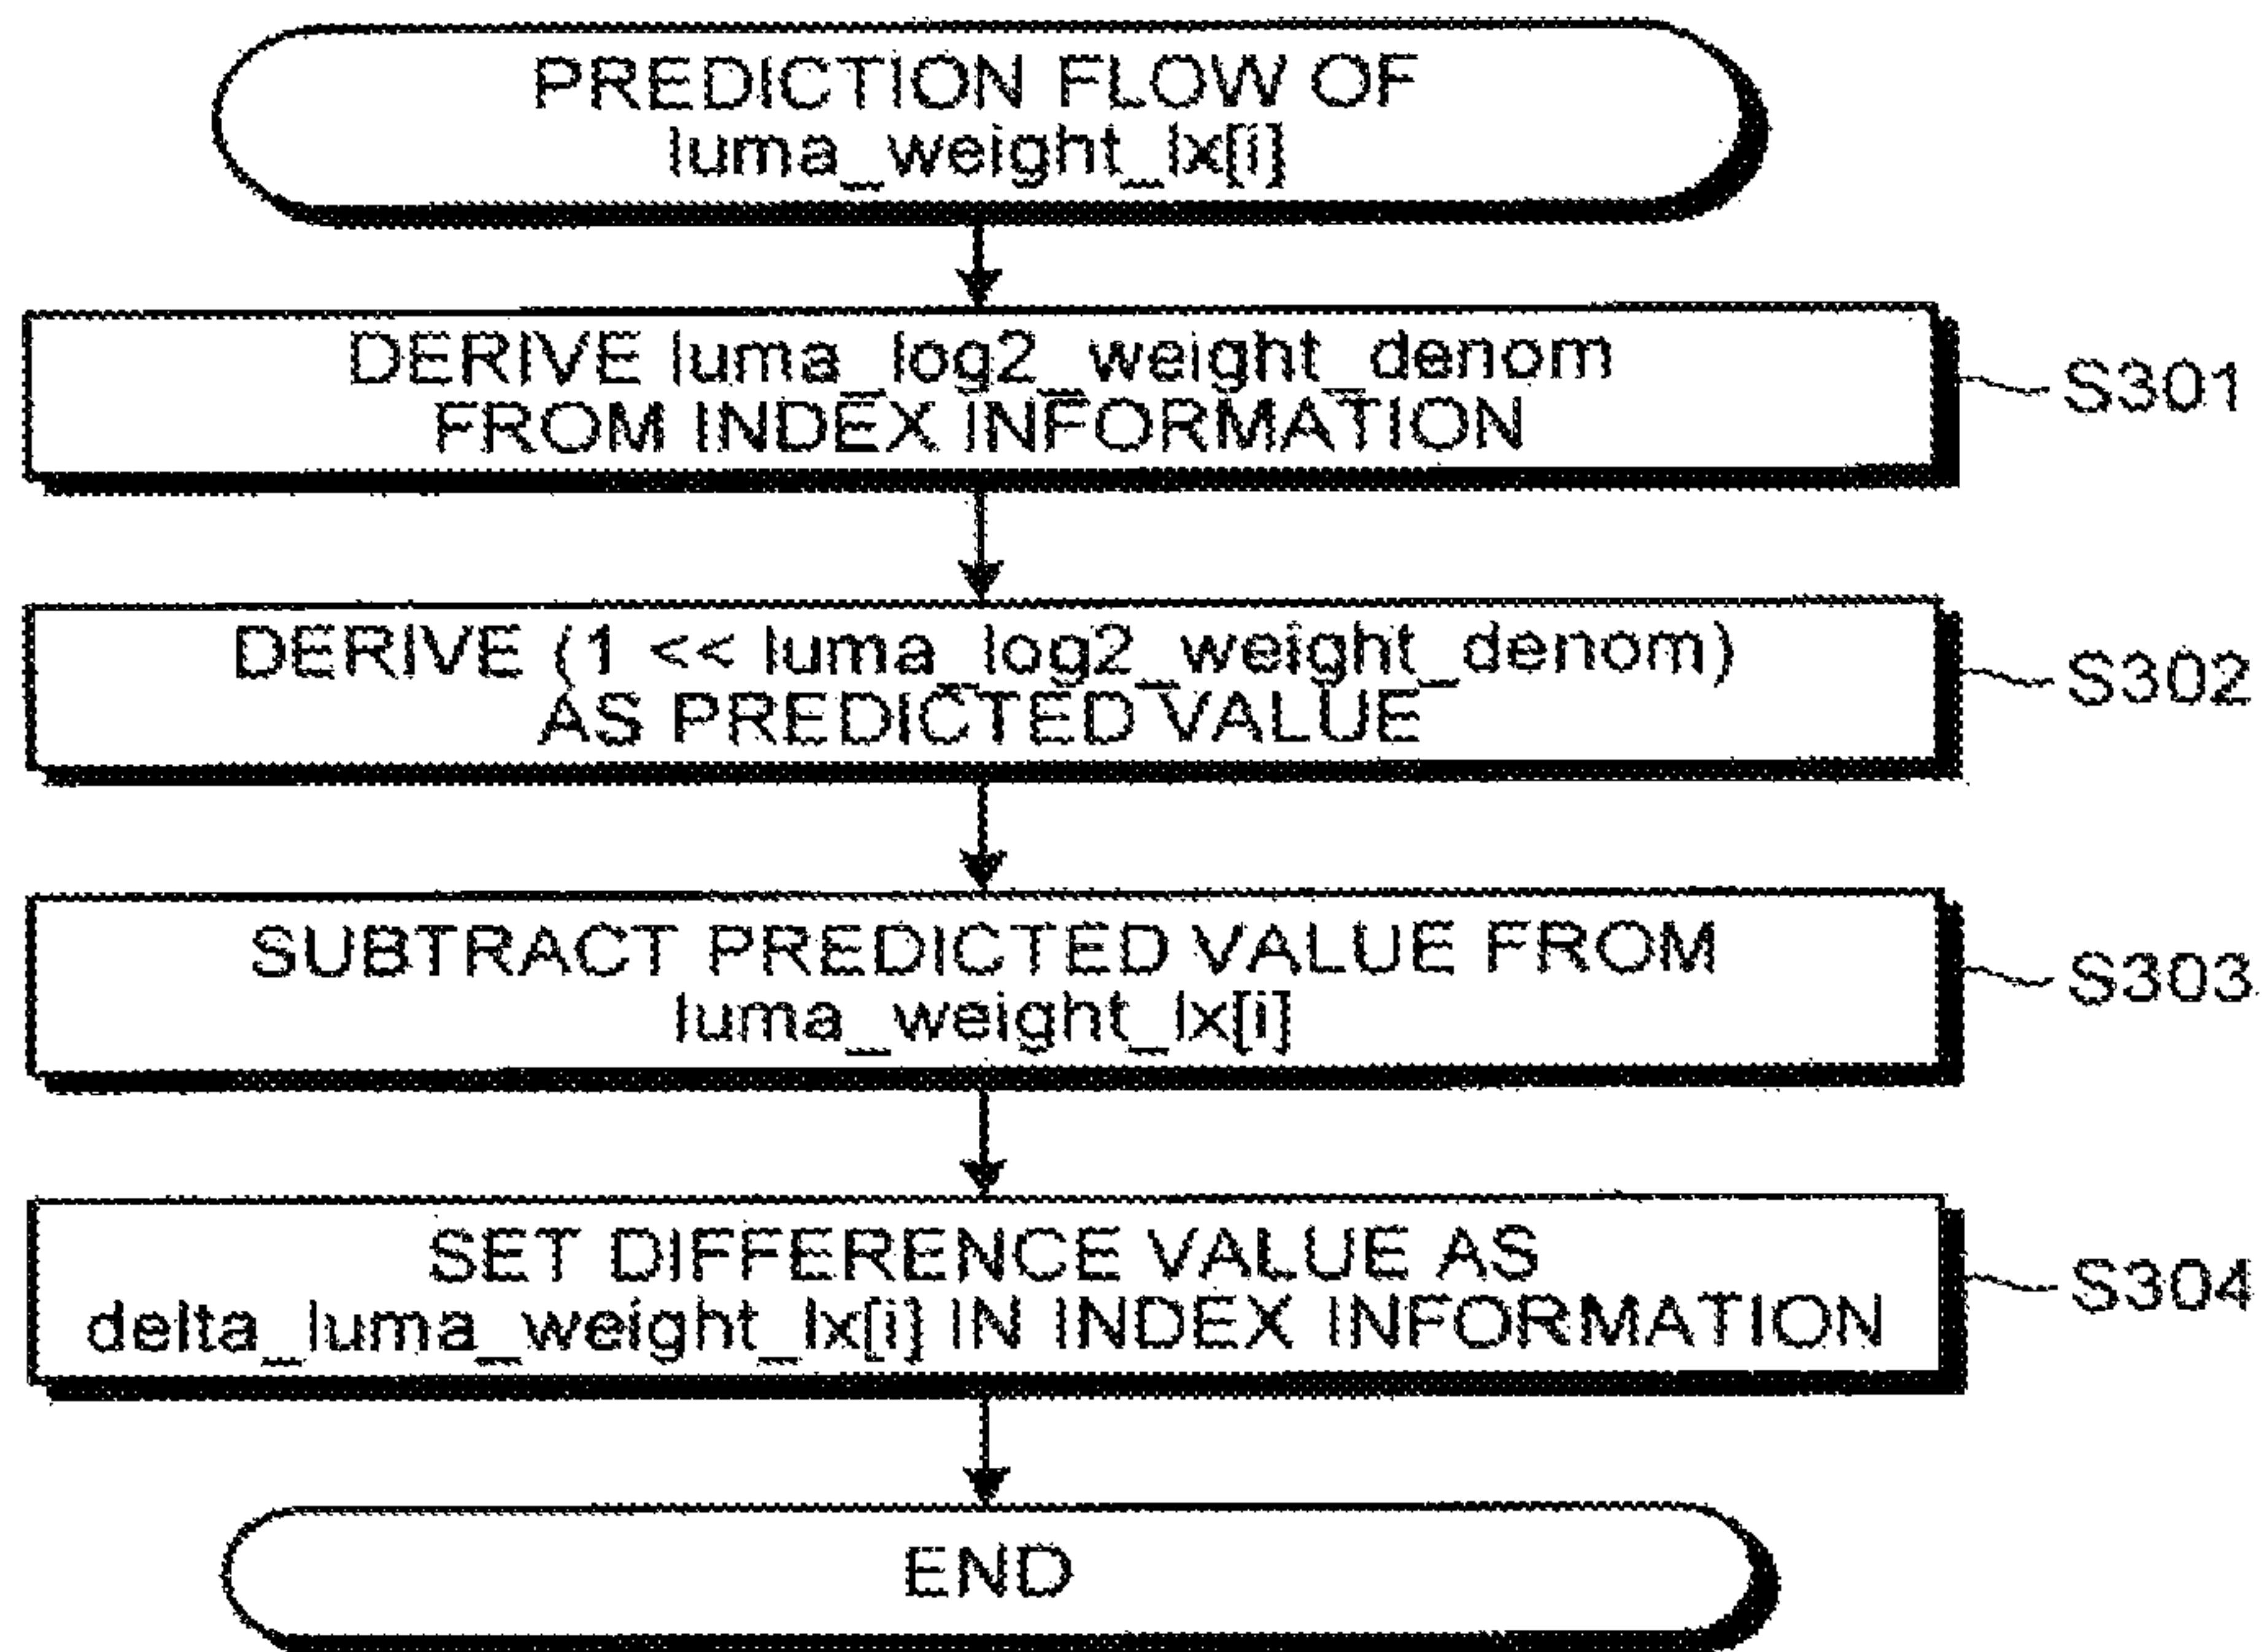 PREDICTION FLOW OF
luma_weight_lx[i]
DERIVE luma_log2_weight_denom
FROM INDEX INFORMATION
S301
DERIVE (1 << luma_log2_weight_denom)
AS PREDICTED VALUE
S302
SUBTRACT PREDICTED VALUE FROM
luma_weight_lx[i]
S303
SET DIFFERENCE VALUE AS
delta_luma_weight_lx[i] IN INDEX INFORMATION
S304
END